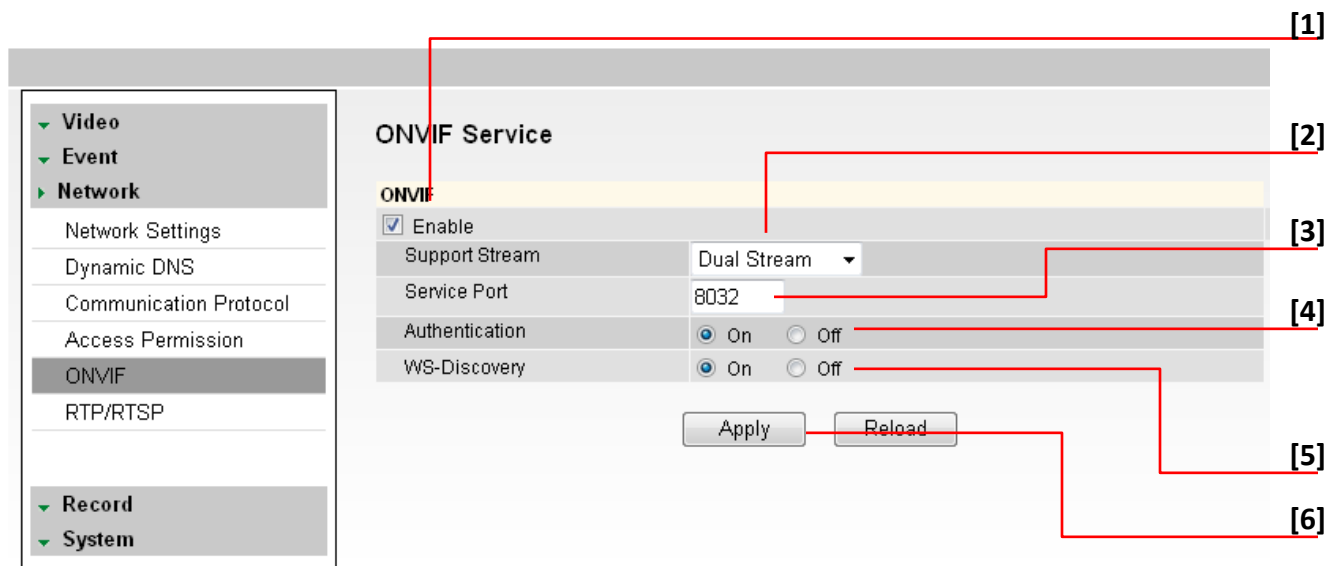 [1]
Video
Event
Network
Network Settings
Dynamic DNS
Communication Protocol
Access Permission
ONVIF
RTP/RTSP
Record
System
ONVIF Service
ONVIF
Enable
Support Stream Dual Stream
Service Port 8032
Authentication On Off
WS-Discovery On Off
Apply Reload
[2]
[3]
[4]
[5]
[6]